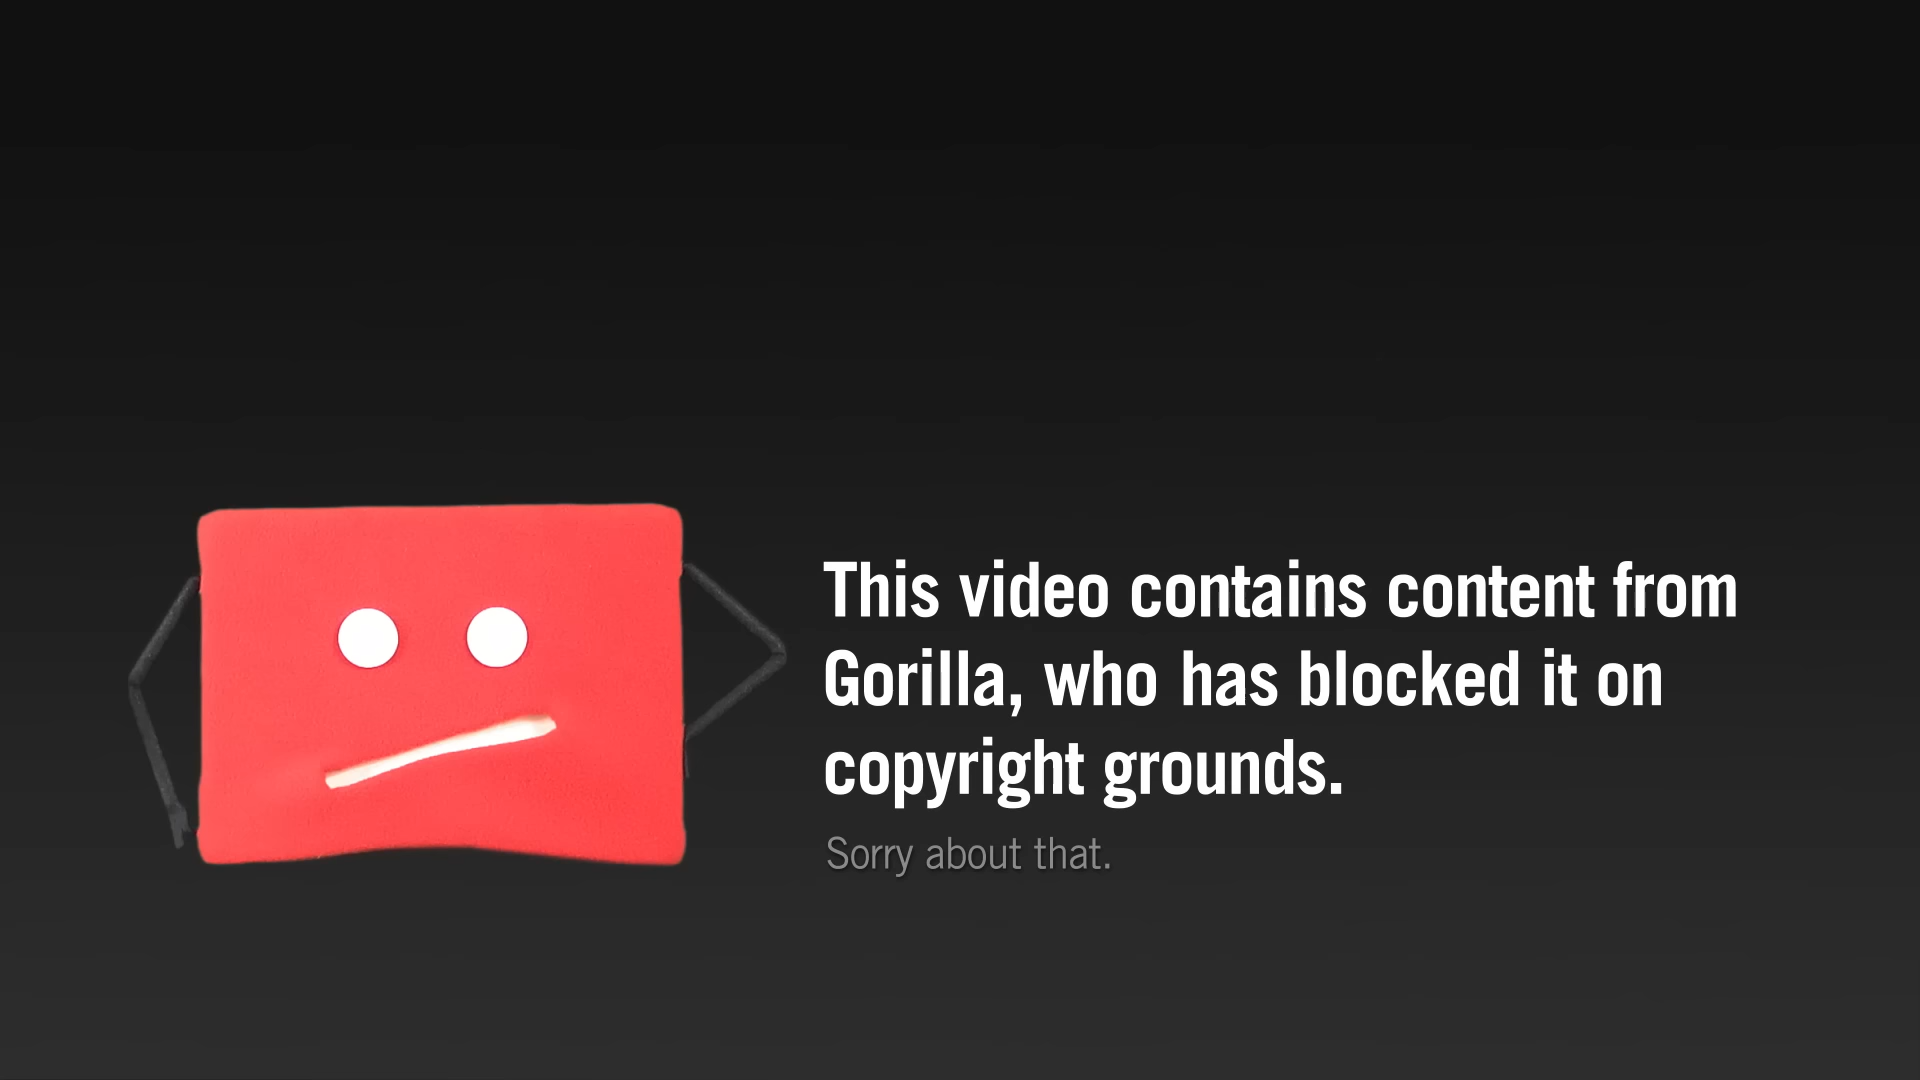 This video contains content from
Gorilla, who has blocked it on
copyright grounds.
Sorry about that.